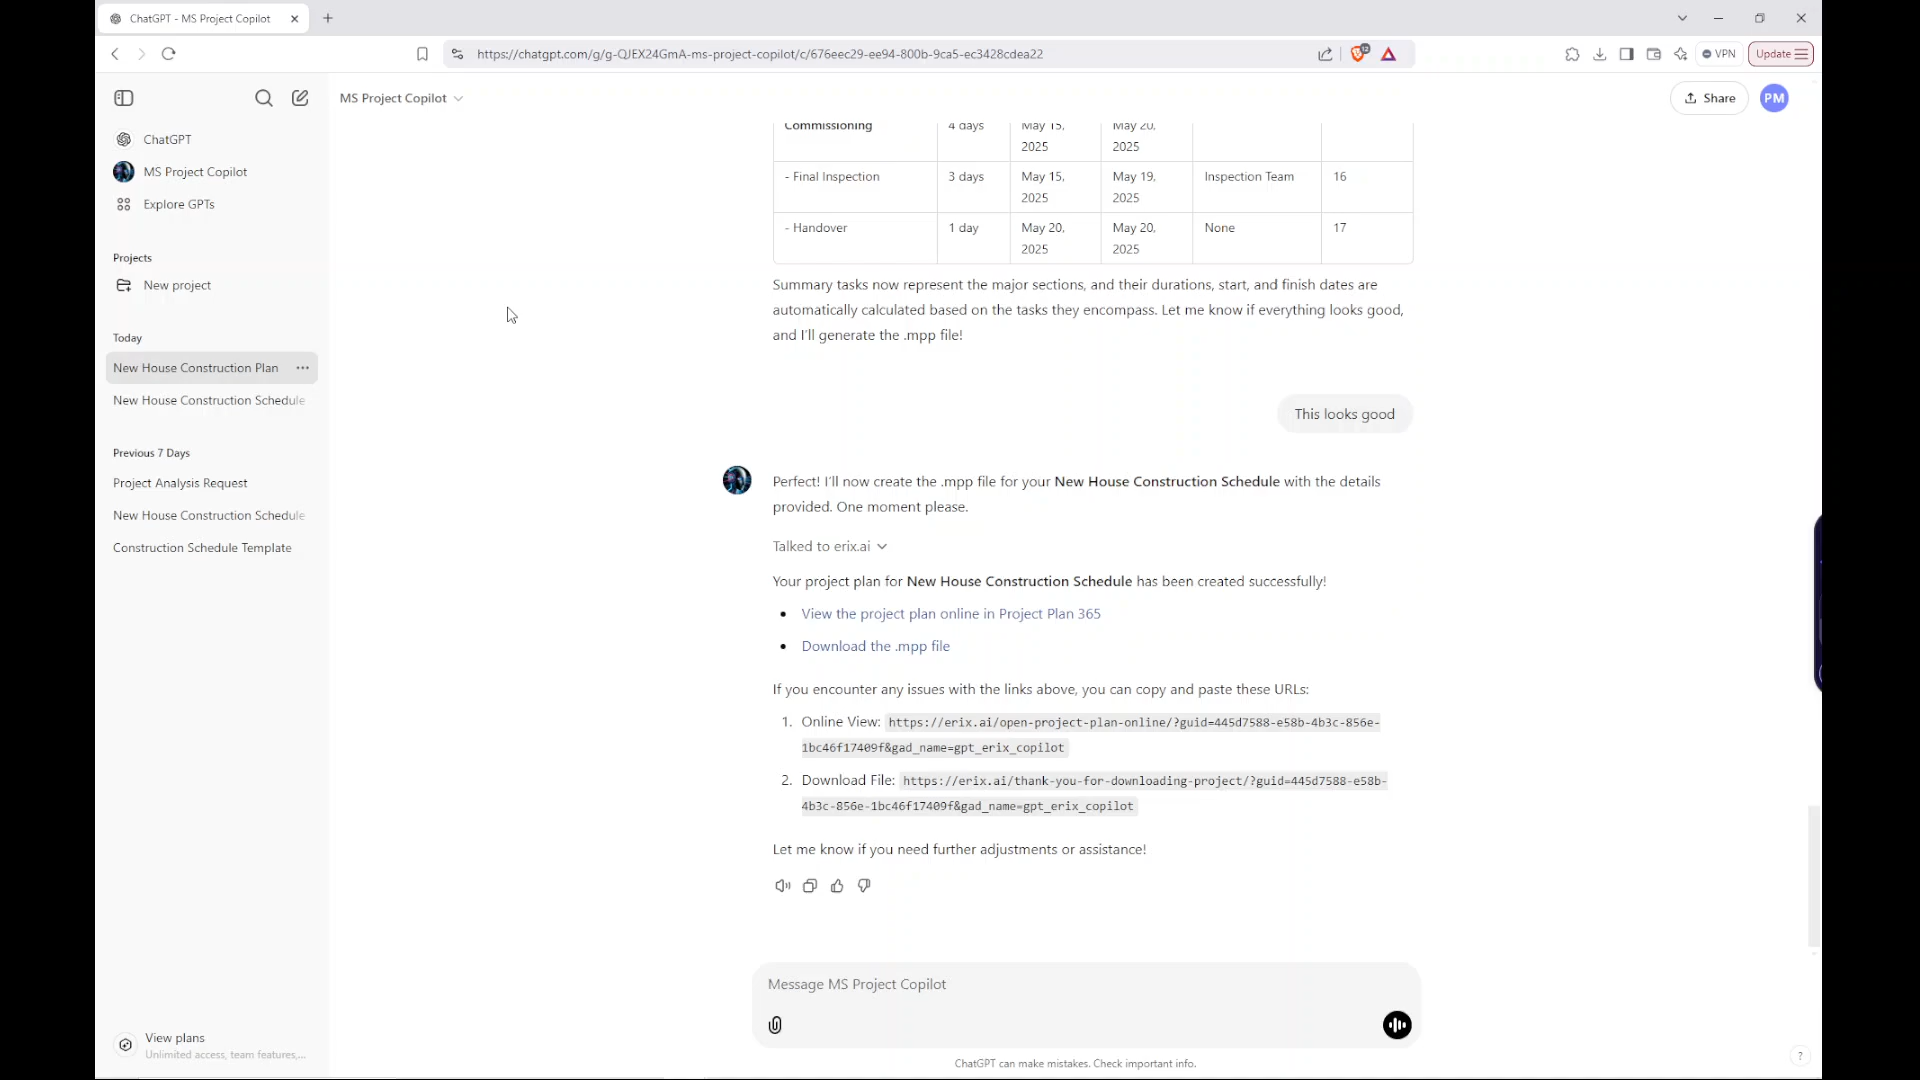 ChatGPT - MS Project Copilot
https://chatgpt.com/g/g-QJEX24GmA-ms-project-copilot/c/676eec29-ee94-800b-9ca5-ec3428cdea22
12
VPN
Update
MS Project Copilot
Share
PM
ChatGPT
MS Project Copilot
Explore GPTs
Projects
New project
Today
New House Construction Plan
New House Construction Schedule
Previous 7 Days
Project Analysis Request
New House Construction Schedule
Construction Schedule Template
View plans
Unlimited access, team features,...
Commissioning 4 days May 15, 2025 May 20, 2025
- Final Inspection 3 days May 15, 2025 May 19, 2025 Inspection Team 16
- Handover 1 day May 20, 2025 May 20, 2025 None 17
Summary tasks now represent the major sections, and their durations, start, and finish dates are
automatically calculated based on the tasks they encompass. Let me know if everything looks good,
and I'll generate the .mpp file!
This looks good
Perfect! I'll now create the .mpp file for your New House Construction Schedule with the details
provided. One moment please.
Talked to erix.ai
Your project plan for New House Construction Schedule has been created successfully!
• View the project plan online in Project Plan 365
• Download the .mpp file
If you encounter any issues with the links above, you can copy and paste these URLs:
1. Online View: https://erix.ai/open-project-plan-online/?guid=445d7588-e58b-4b3c-856e-
1bc46f17409f&gad_name=gpt_erix_copilot
2. Download File: https://erix.ai/thank-you-for-downloading-project/?guid=445d7588-e58b-
4b3c-856e-1bc46f17409f&gad_name=gpt_erix_copilot
Let me know if you need further adjustments or assistance!
Message MS Project Copilot
ChatGPT can make mistakes. Check important info.
?